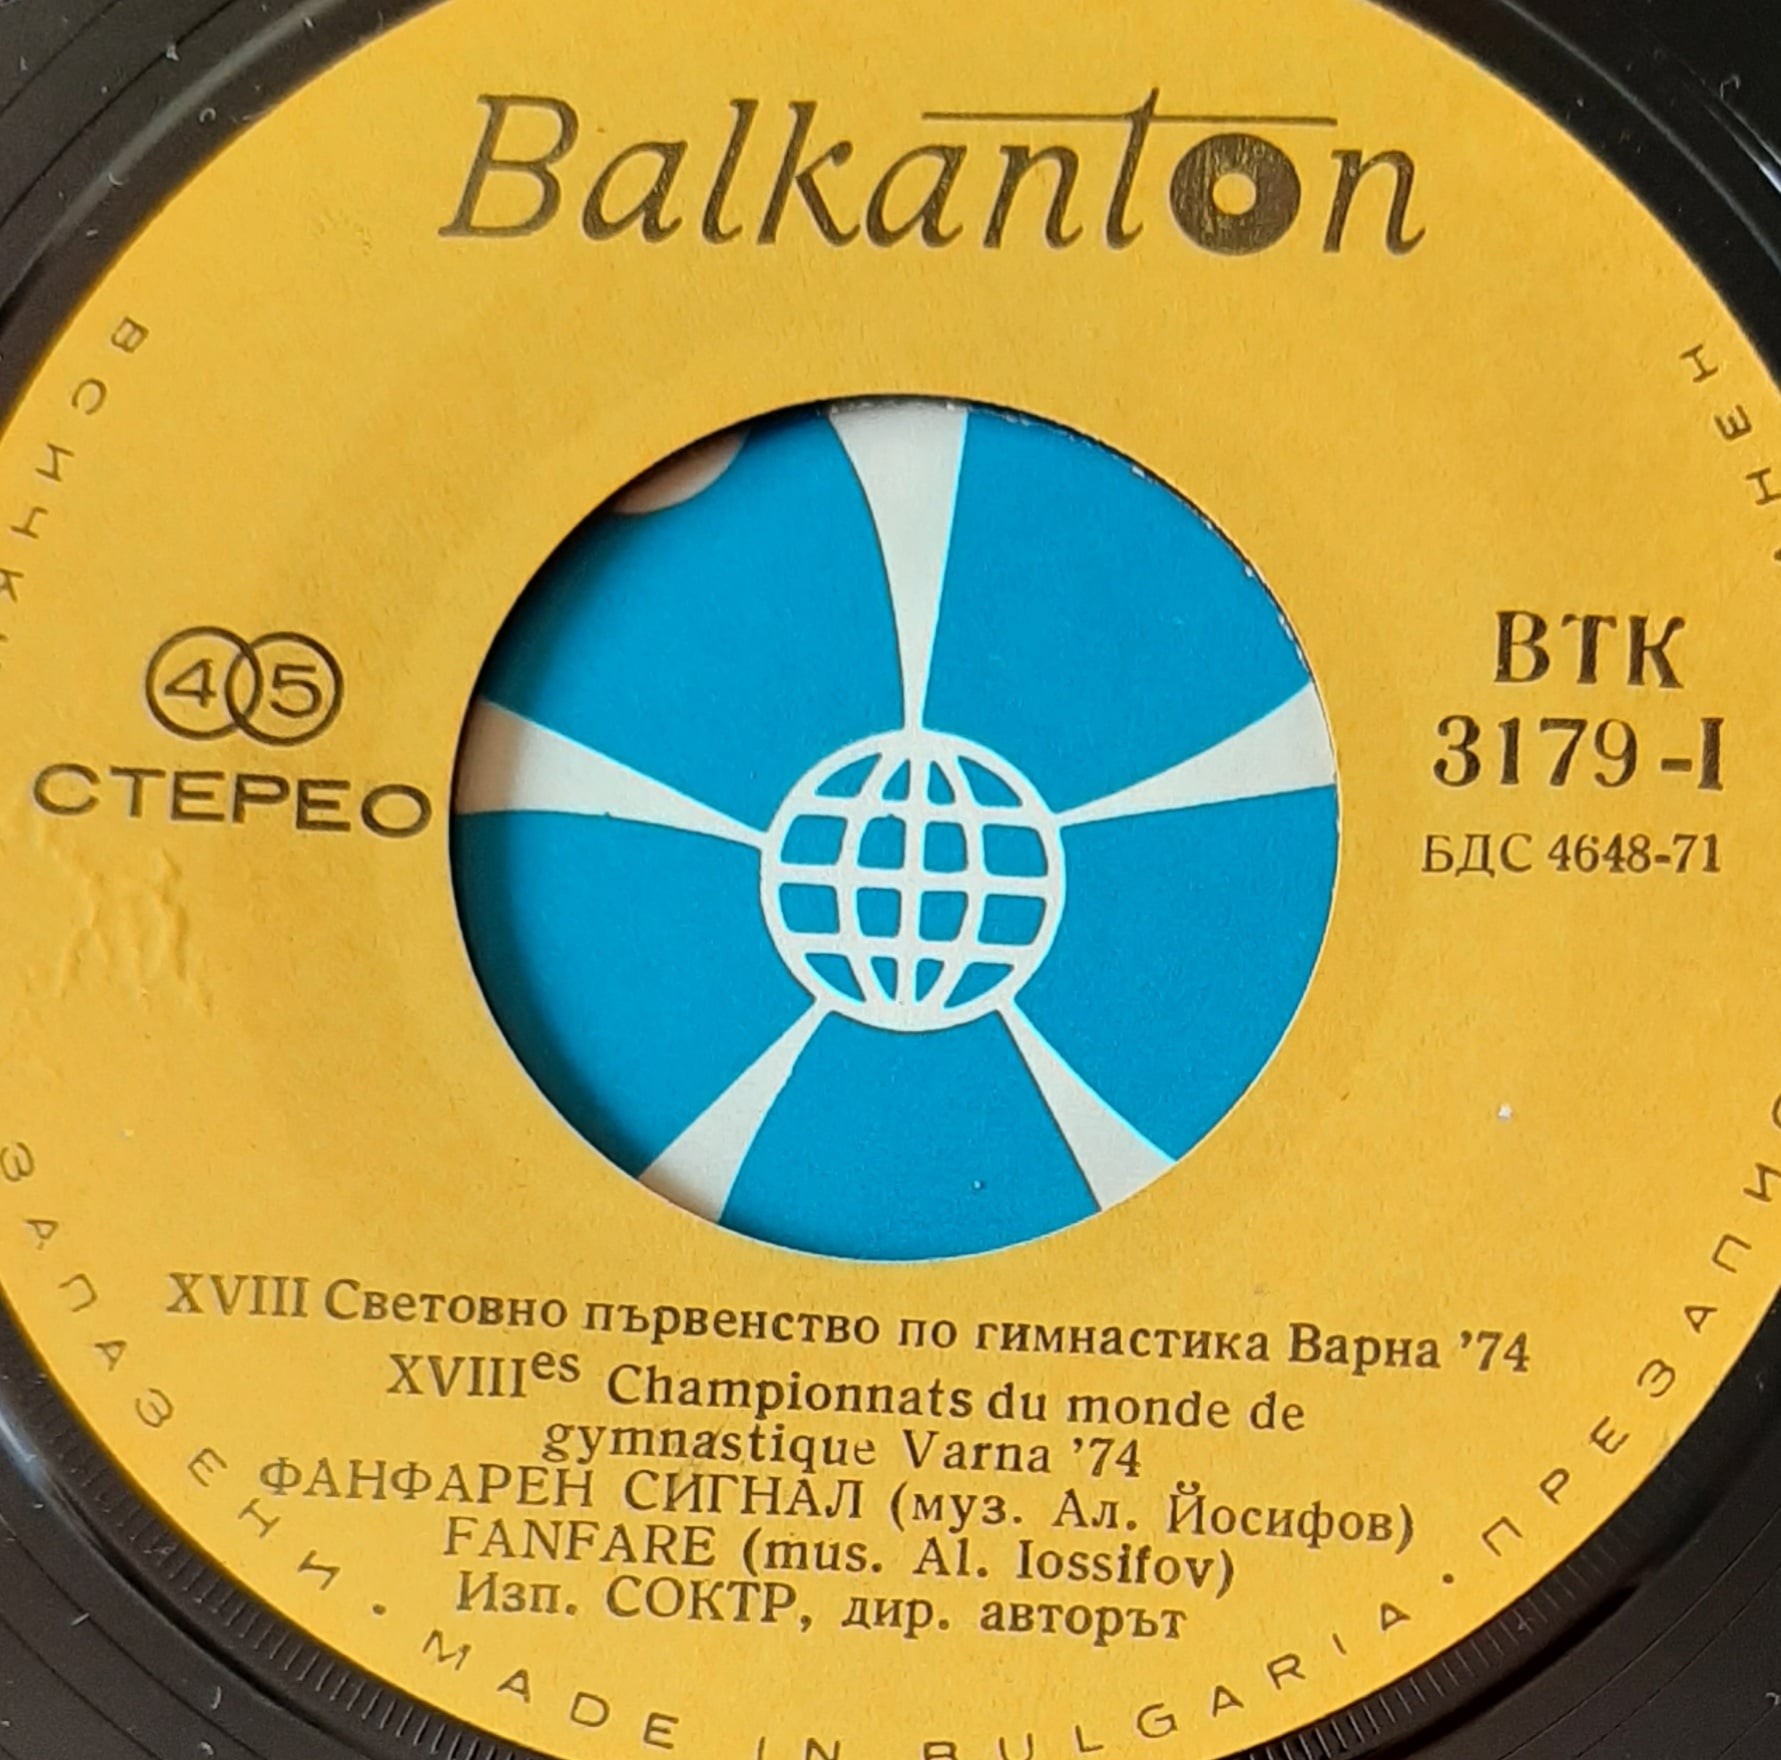 Balkanton
45
СТЕРЕО
ВТК
3179-I
БДС 4648-71
XVIII Световно първенство по гимнастика Варна ’74
XVIIIes Championnats du monde de
gymnastique Varna ’74
ФАНФАРЕН СИГНАЛ (муз. Ал. Йосифов)
FANFARE (mus. Al. Iossifov)
Изп. СОКТР, дир. авторът
ЗАПАЗЕНИ. MADE IN BULGARIA.